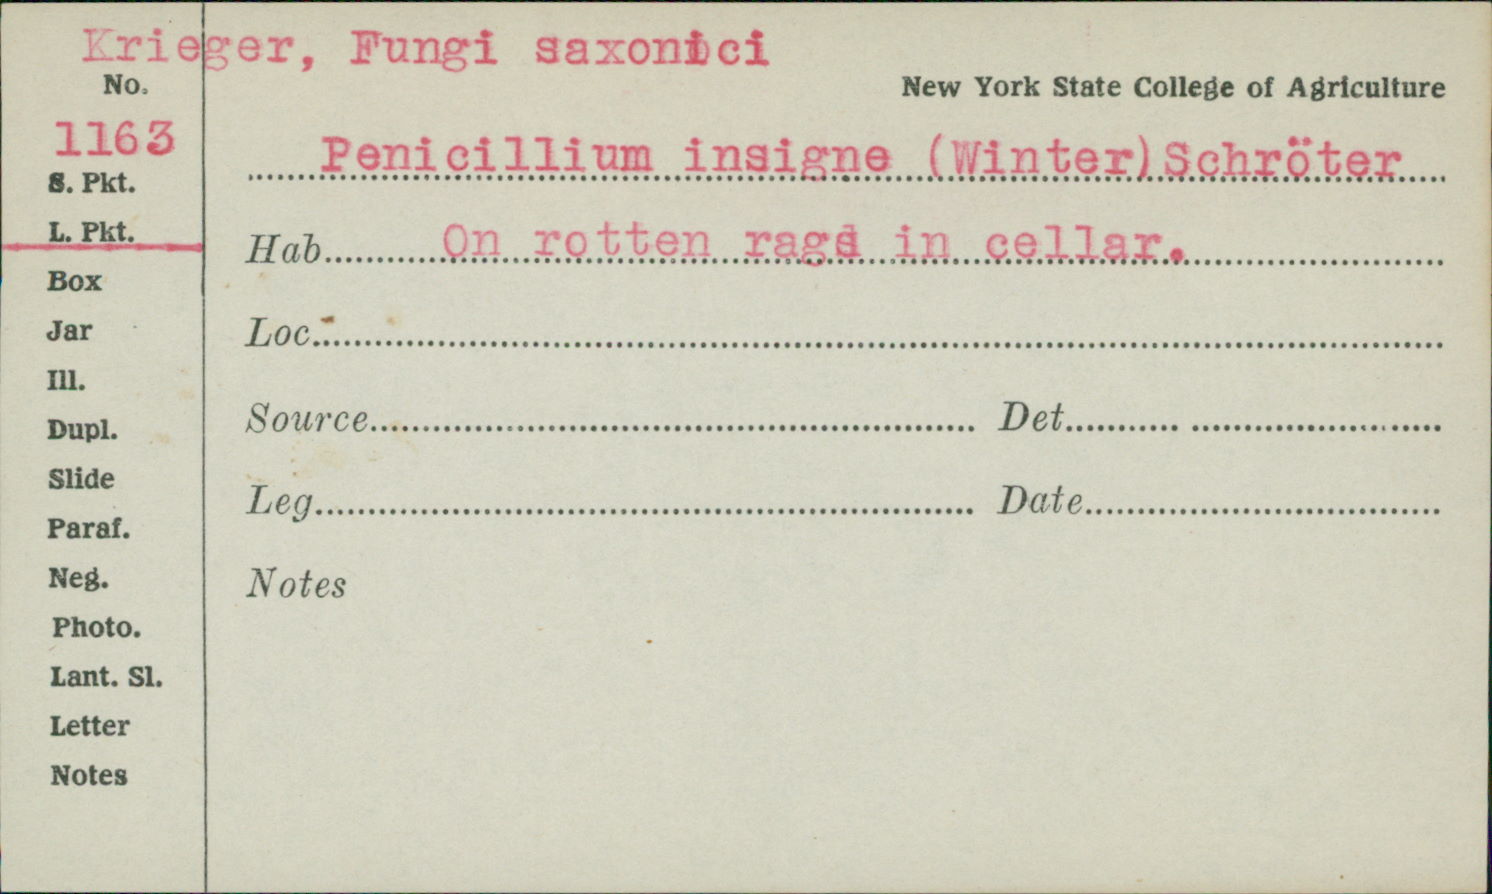 Krieger, Fungi saxonici
No.
New York State College of Agriculture
1163
Penicillium insigne (Winter)Schröter
S. Pkt.
L. Pkt.
Hab. On rotten rags in cellar.
Box
Jar
Loc.
Ill.
Dupl.
Source Det.
Slide
Leg. Date
Paraf.
Neg.
Notes
Photo.
Lant. Sl.
Letter
Notes